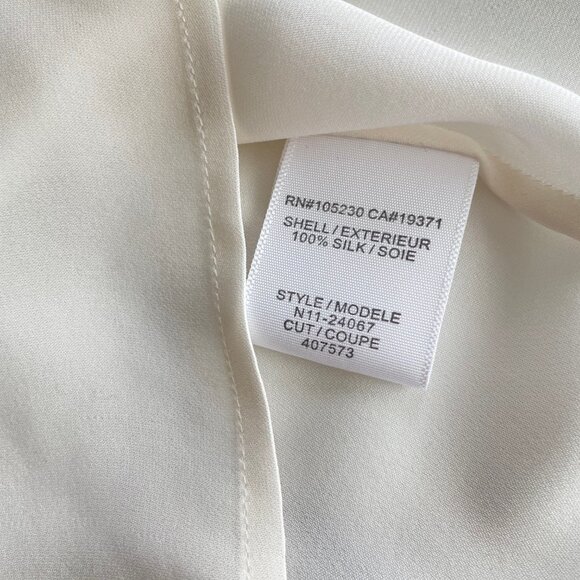 RN#105230 CA#19371
SHELL/EXTERIEUR
100% SILK/SOIE
STYLE/MODELE
N11-24067
CUT/COUPE
407573